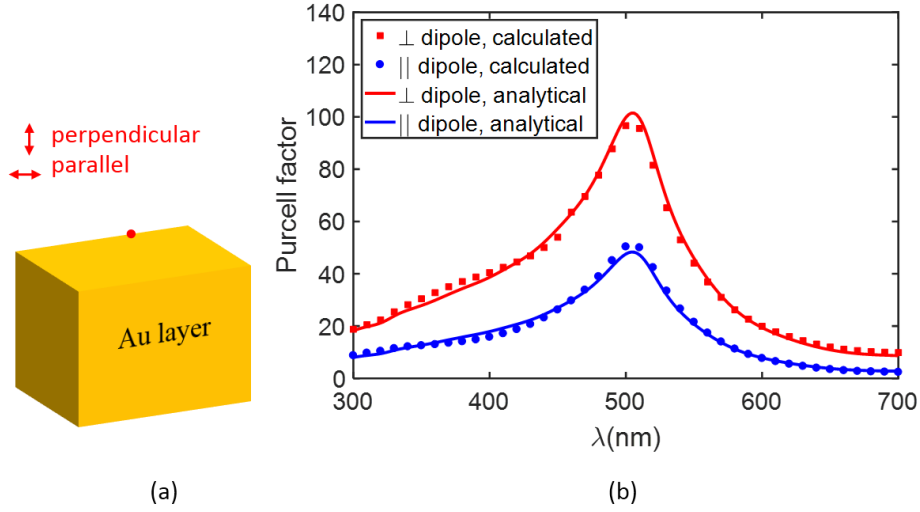 perpendicular
parallel
Au layer
(a)
140
120
100
80
60
40
20
0
Purcell factor
⊥ dipole, calculated
|| dipole, calculated
⊥ dipole, analytical
|| dipole, analytical
300 400 500 600 700
λ(nm)
(b)